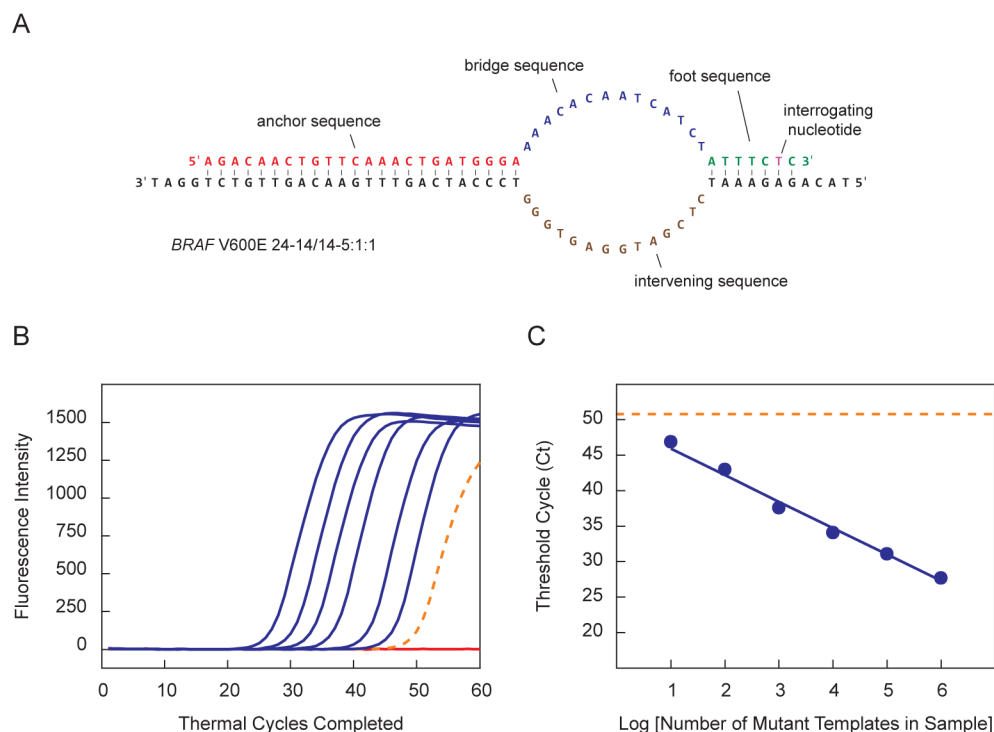 A
bridge sequence
foot sequence
interrogating
nucleotide
anchor sequence
A A A C A C A A T C A T C T
5' A G A C A A C T G T T C A A A C T G A T G G G A
A T T T C T C 3'
3' T A G G T C T G T T G A C A A G T T T G A C T A C C C T
T A A A G A G A C A T 5'
G G G T G A G G T A G C T C
BRAF V600E 24-14/14-5:1:1
intervening sequence
B
Fluorescence Intensity
1500
1250
1000
750
500
250
0
0 10 20 30 40 50 60
Thermal Cycles Completed
C
Threshold Cycle (Ct)
50
45
40
35
30
25
20
1 2 3 4 5 6
Log [Number of Mutant Templates in Sample]